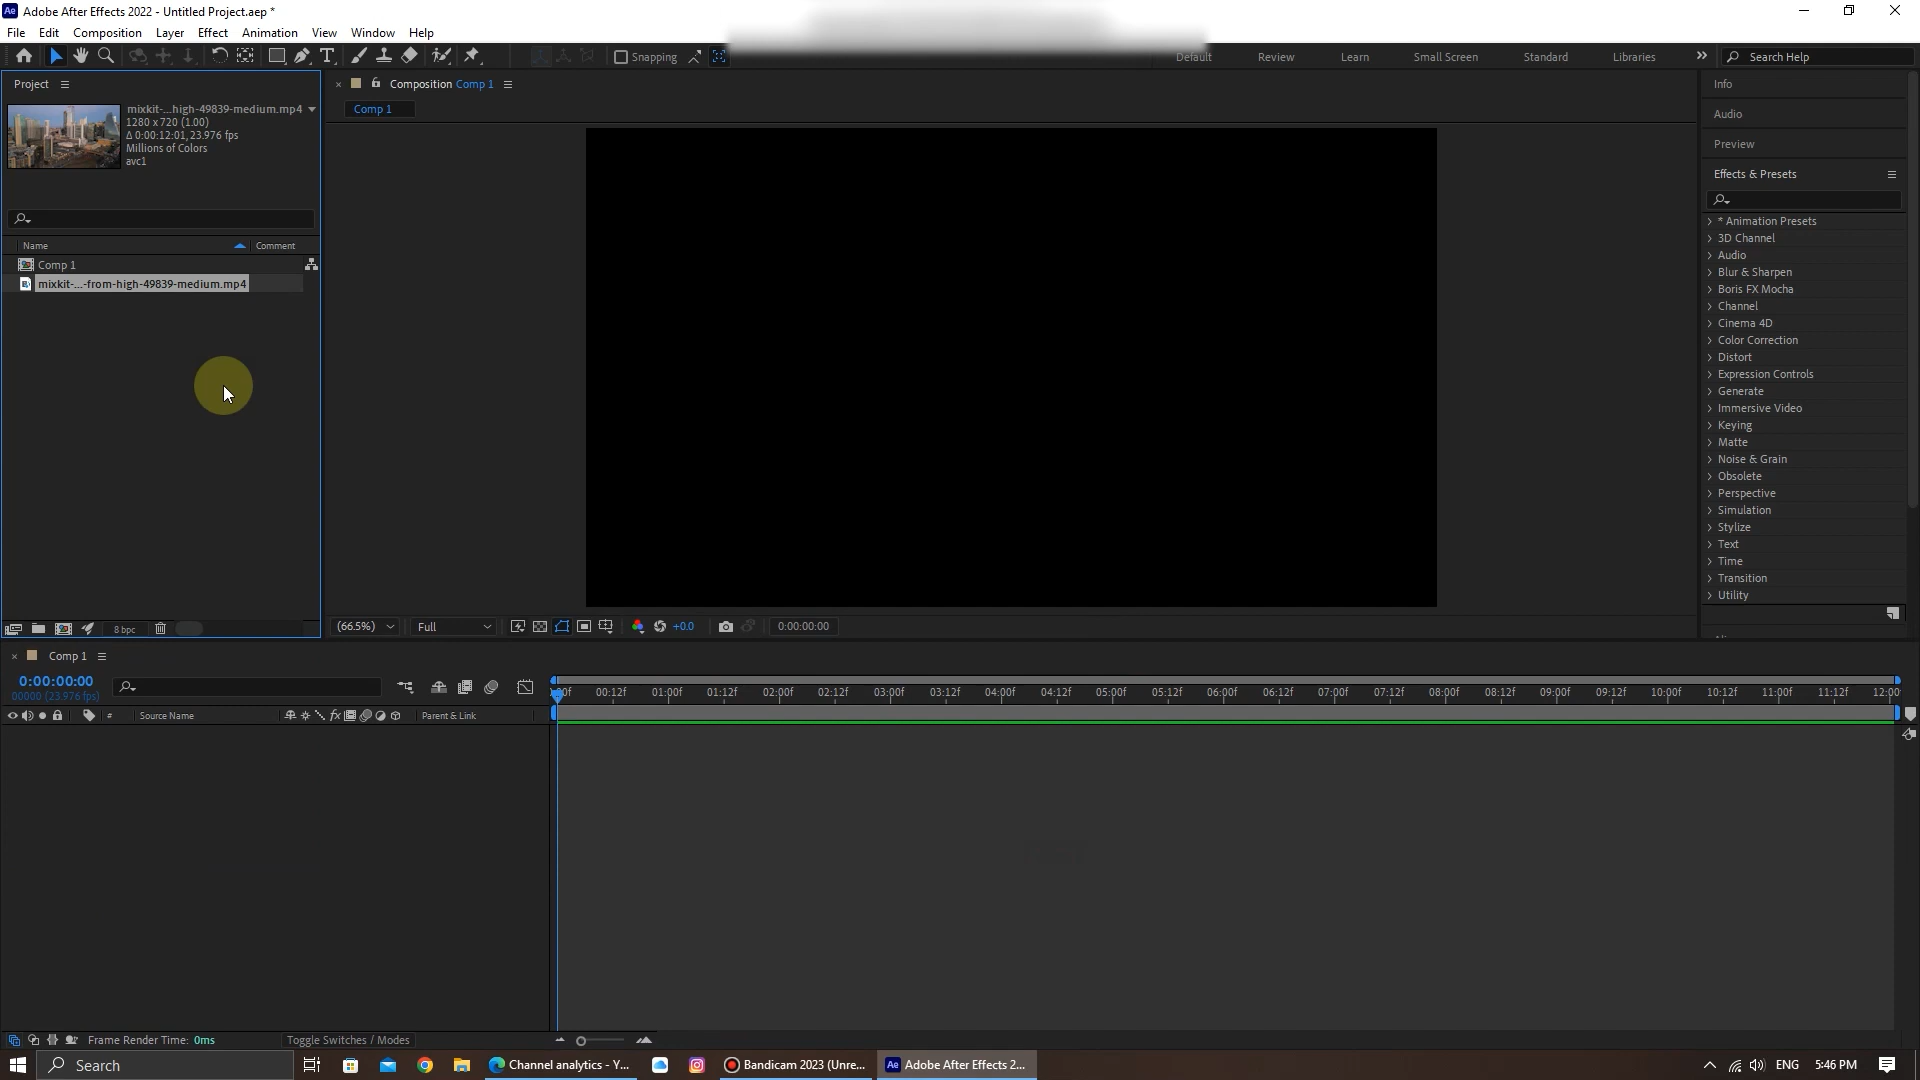 Ae Adobe After Effects 2022 - Untitled Project.aep *
File Edit Composition Layer Effect Animation View Window Help
Snapping Default Review Learn Small Screen Standard Libraries Search Help
Project
mixkit-...high-49839-medium.mp4
1280 x 720 (1.00)
Δ 0:00:12:01, 23.976 fps
Millions of Colors
avc1
Name Comment
Comp 1
mixkit-...-from-high-49839-medium.mp4
8 bpc
Composition Comp 1
Comp 1
(66.5%) Full +0.0 0:00:00:00
Info
Audio
Preview
Effects & Presets
* Animation Presets
3D Channel
Audio
Blur & Sharpen
Boris FX Mocha
Channel
Cinema 4D
Color Correction
Distort
Expression Controls
Generate
Immersive Video
Keying
Matte
Noise & Grain
Obsolete
Perspective
Simulation
Stylize
Text
Time
Transition
Utility
Comp 1
0:00:00:00
00000 (23.976 fps)
00:12f 01:00f 01:12f 02:00f 02:12f 03:00f 03:12f 04:00f 04:12f 05:00f 05:12f 06:00f 06:12f 07:00f 07:12f 08:00f 08:12f 09:00f 09:12f 10:00f 10:12f 11:00f 11:12f 12:00
# Source Name fx Parent & Link
Frame Render Time: 0ms Toggle Switches / Modes
Search Channel analytics - Y... Bandicam 2023 (Unre... Ae Adobe After Effects 2... ENG 5:46 PM